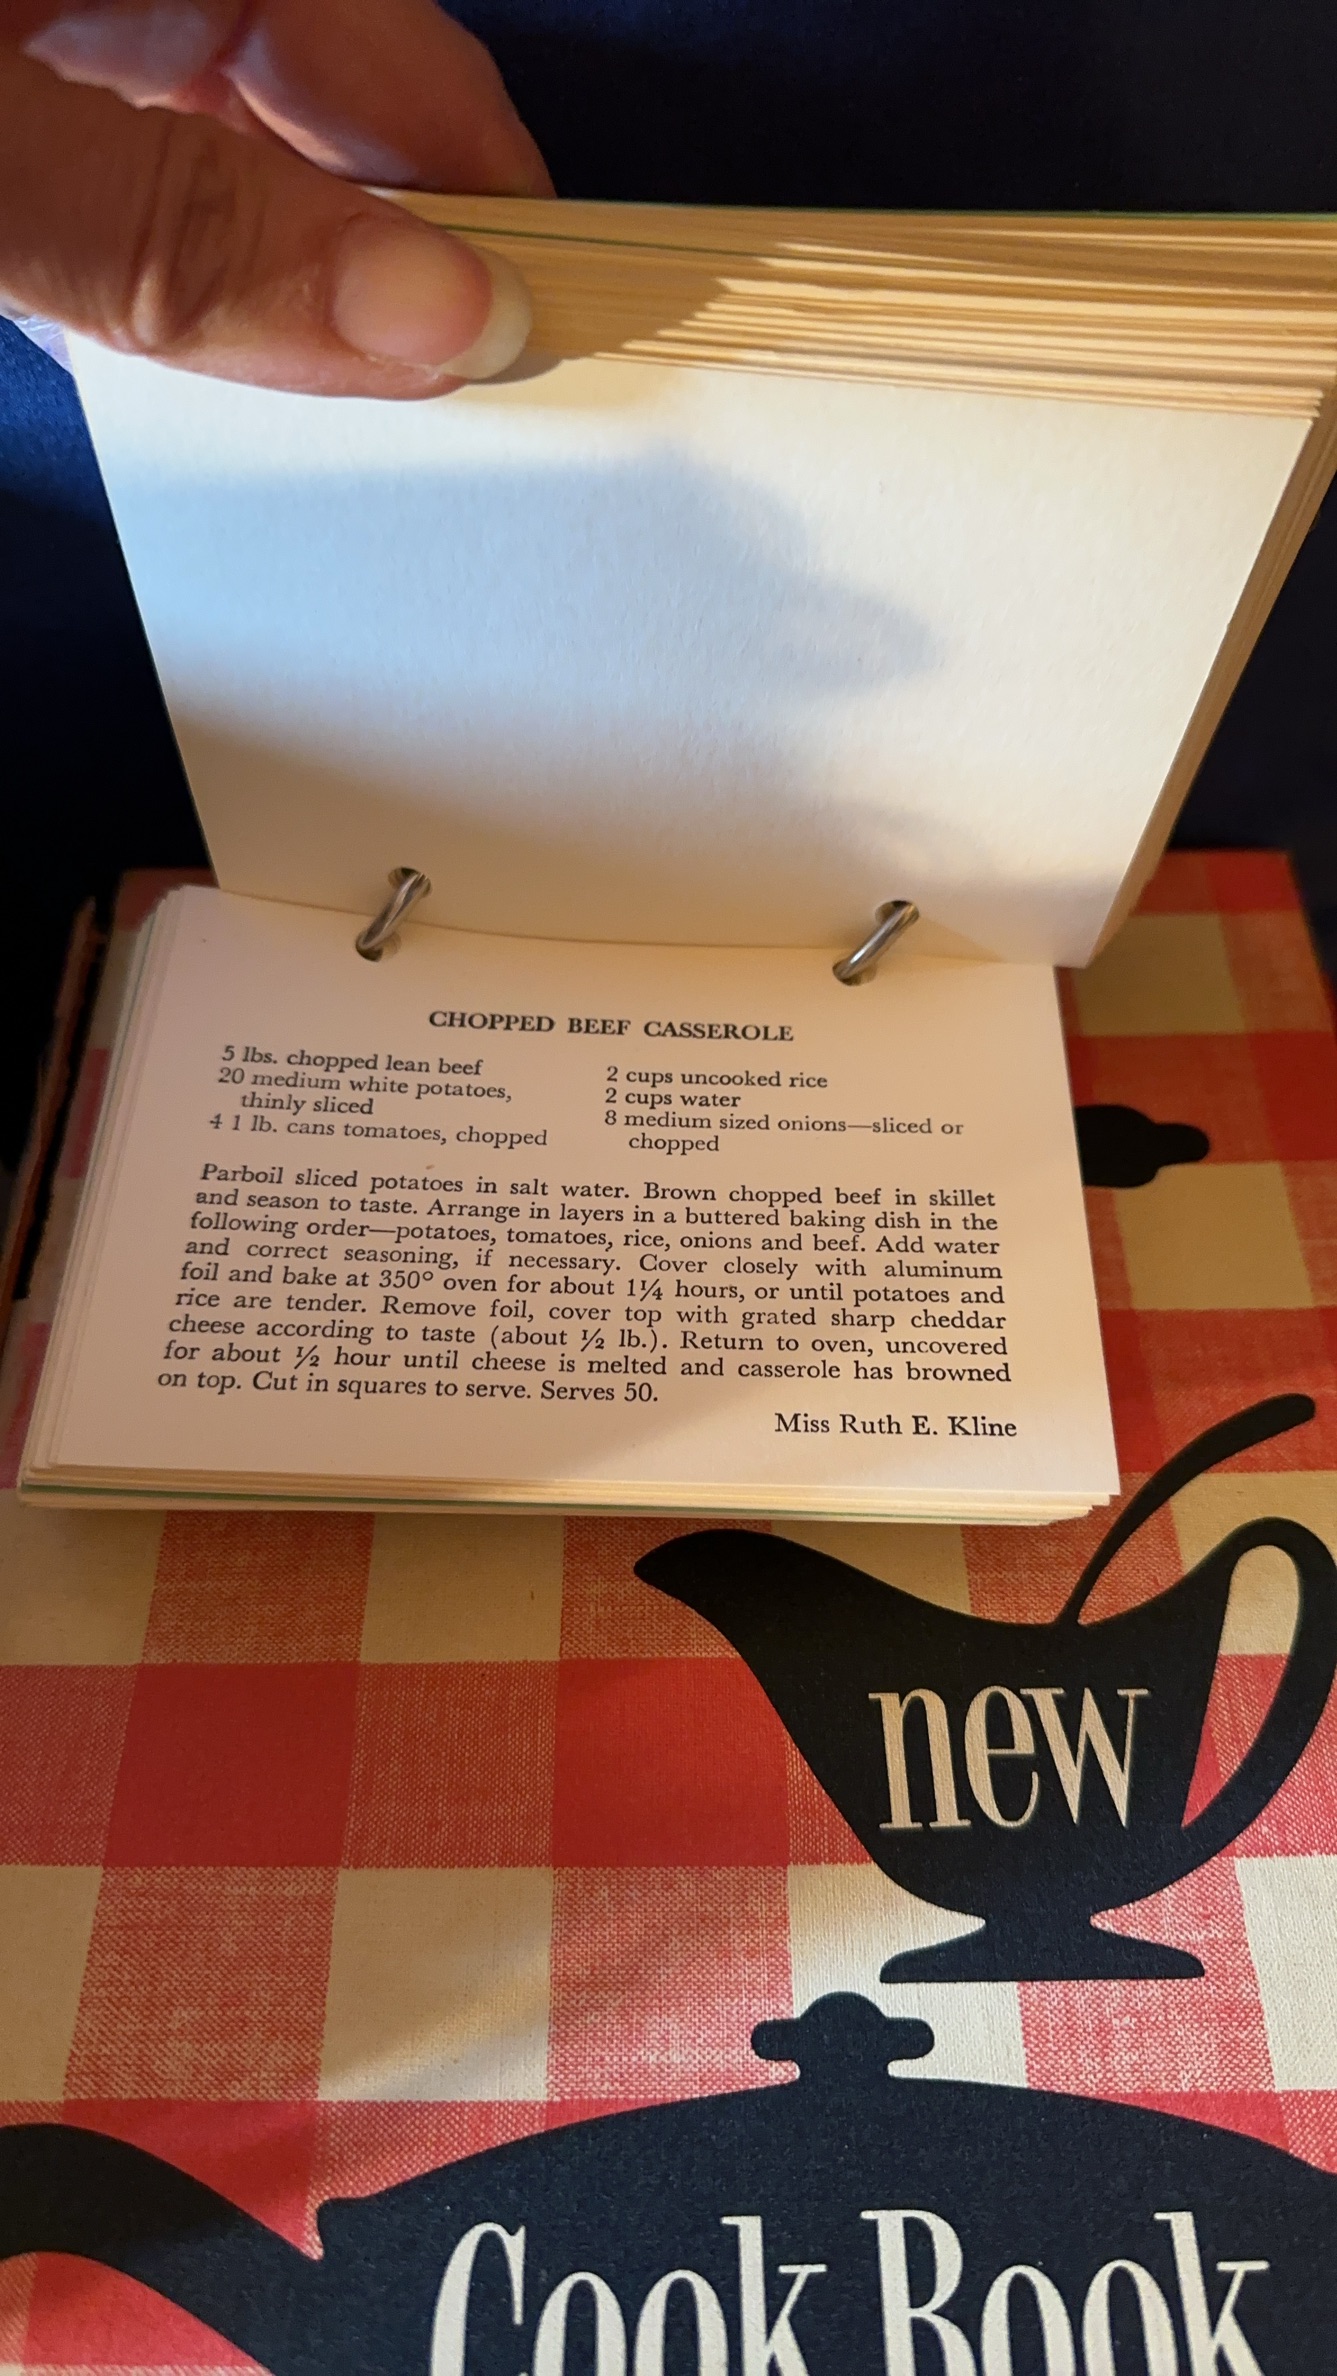 CHOPPED BEEF CASSEROLE
5 lbs. chopped lean beef
20 medium white potatoes,
thinly sliced
4 1 lb. cans tomatoes, chopped
2 cups uncooked rice
2 cups water
8 medium sized onions—sliced or
chopped
Parboil sliced potatoes in salt water. Brown chopped beef in skillet
and season to taste. Arrange in layers in a buttered baking dish in the
following order—potatoes, tomatoes, rice, onions and beef. Add water
and correct seasoning, if necessary. Cover closely with aluminum
foil and bake at 350° oven for about 1¼ hours, or until potatoes and
rice are tender. Remove foil, cover top with grated sharp cheddar
cheese according to taste (about ½ lb.). Return to oven, uncovered
for about ½ hour until cheese is melted and casserole has browned
on top. Cut in squares to serve. Serves 50.
Miss Ruth E. Kline
new
Cook Book